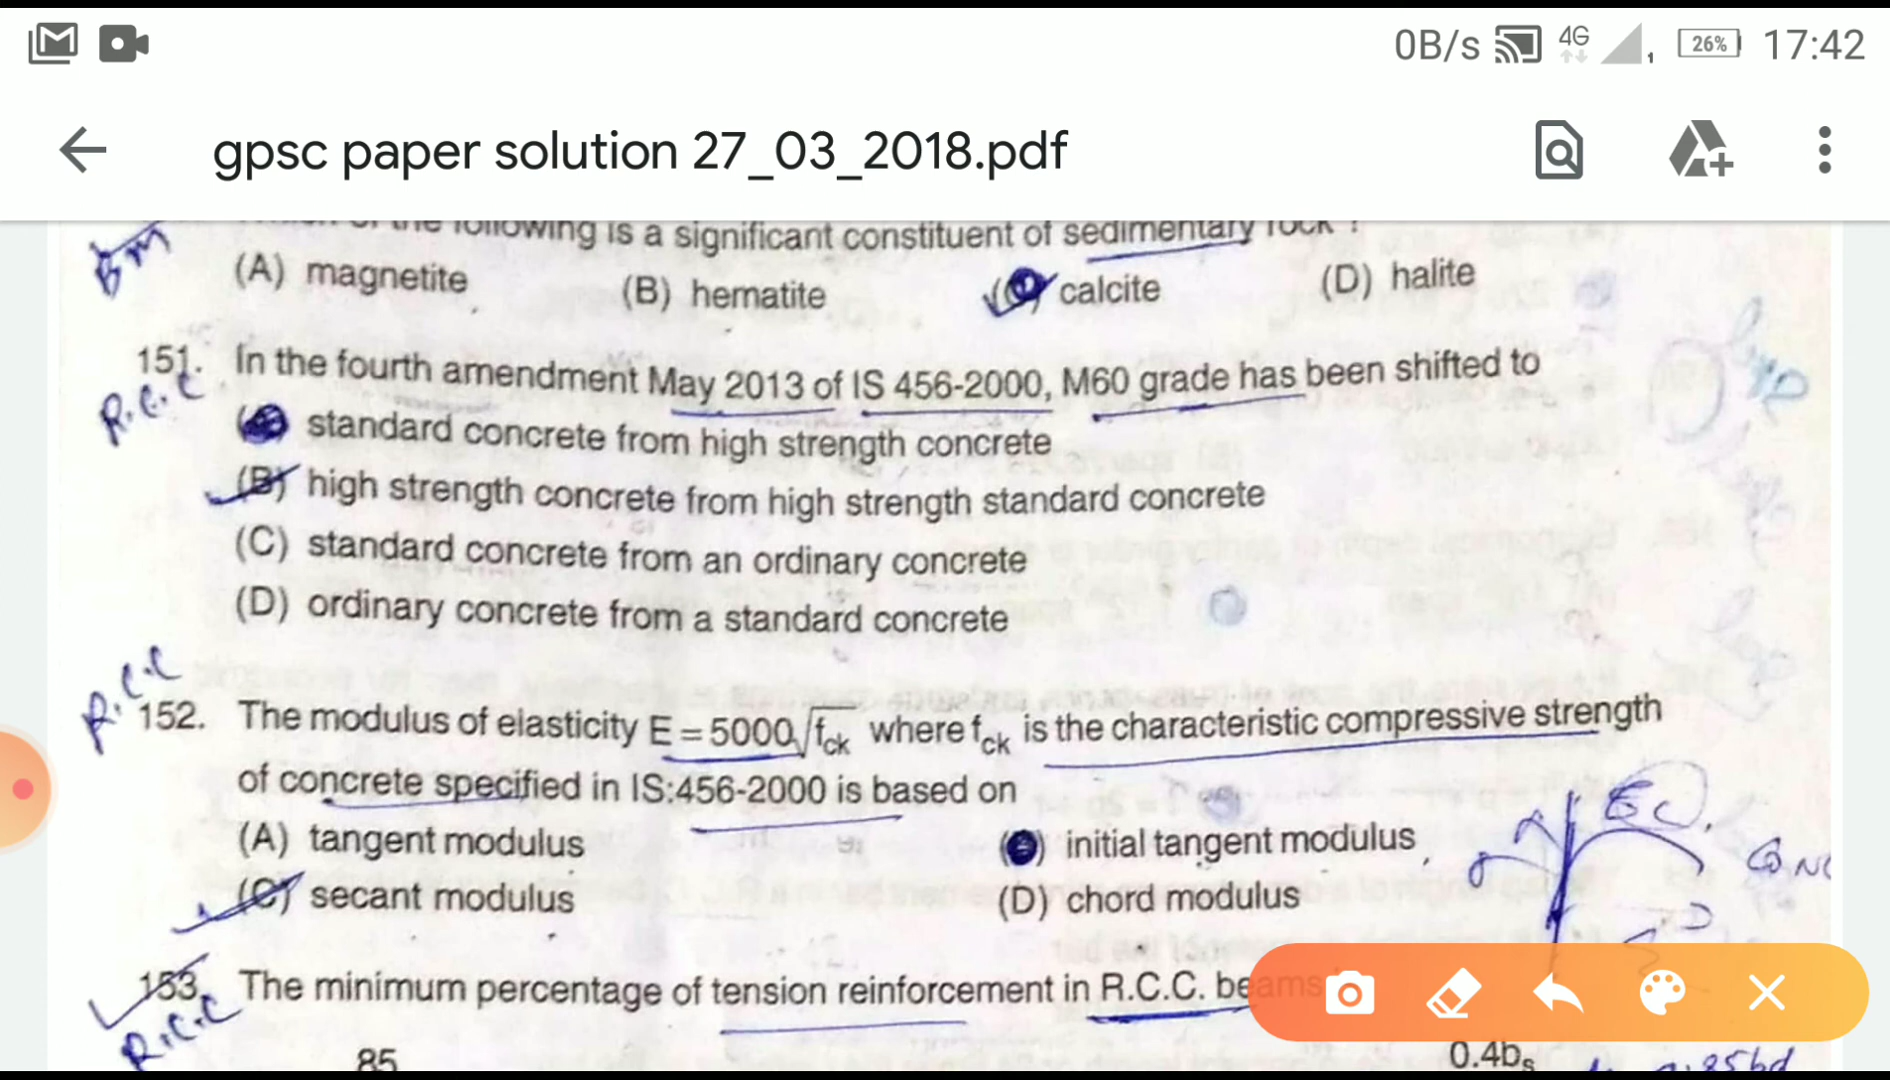 0B/s 4G 1 26% 17:42
gpsc paper solution 27_03_2018.pdf
the following is a significant constituent of sedimentary rock ?
Bm
(A) magnetite (B) hematite calcite (D) halite
151. In the fourth amendment May 2013 of IS 456-2000, M60 grade has been shifted to
R.C.C
standard concrete from high strength concrete
(B) high strength concrete from high strength standard concrete
(C) standard concrete from an ordinary concrete
(D) ordinary concrete from a standard concrete
R.C.C
152. The modulus of elasticity E = 5000√fck where fck is the characteristic compressive strength
of concrete specified in IS:456-2000 is based on
(A) tangent modulus initial tangent modulus
(C) secant modulus (D) chord modulus
153. The minimum percentage of tension reinforcement in R.C.C. beams
R.C.C
85 0.4bs